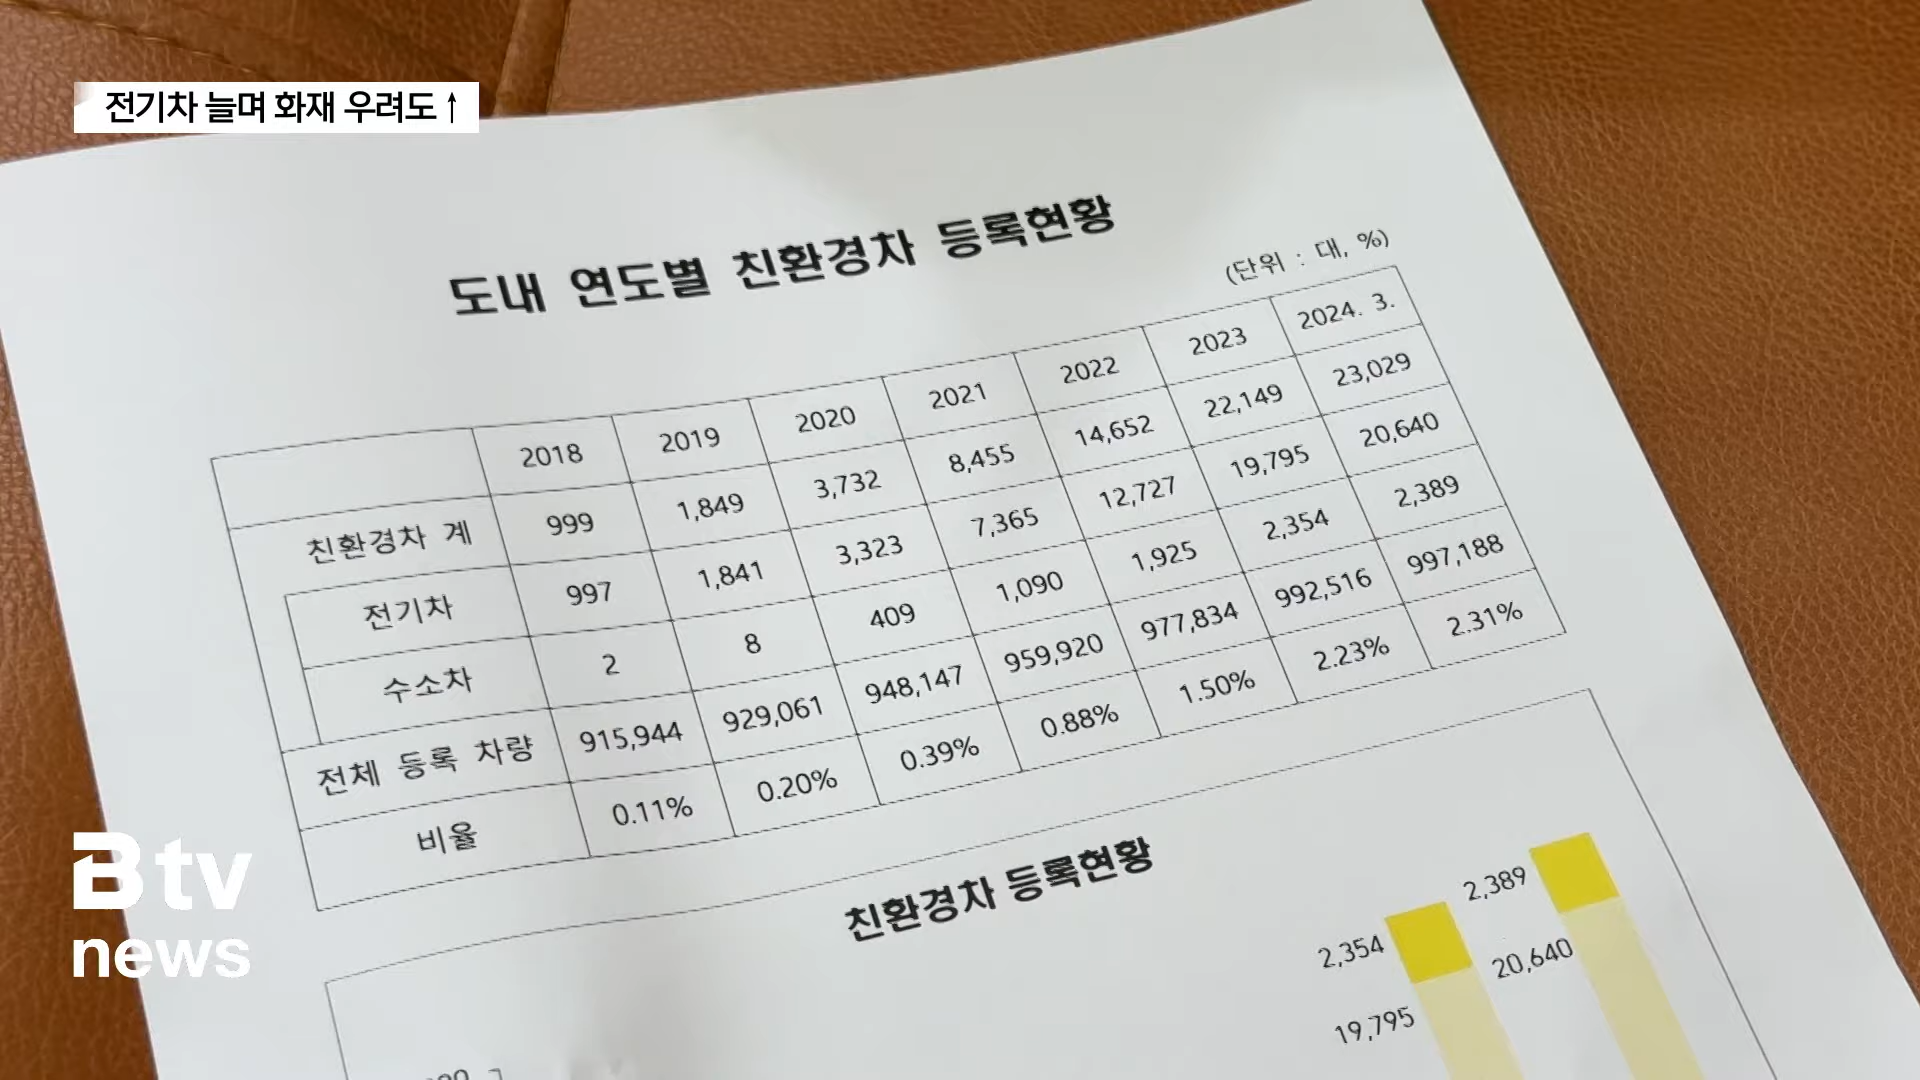 전기차 늘며 화재 우려도↑
도내 연도별 친환경차 등록현황
(단위 : 대, %)
2018 2019 2020 2021 2022 2023 2024. 3.
친환경차 계 999 1,849 3,732 8,455 14,652 22,149 23,029
전기차 997 1,841 3,323 7,365 12,727 19,795 20,640
수소차 2 8 409 1,090 1,925 2,354 2,389
전체 등록 차량 915,944 929,061 948,147 959,920 977,834 992,516 997,188
비율 0.11% 0.20% 0.39% 0.88% 1.50% 2.23% 2.31%
친환경차 등록현황
2,389
2,354
20,640
19,795
B tv
news